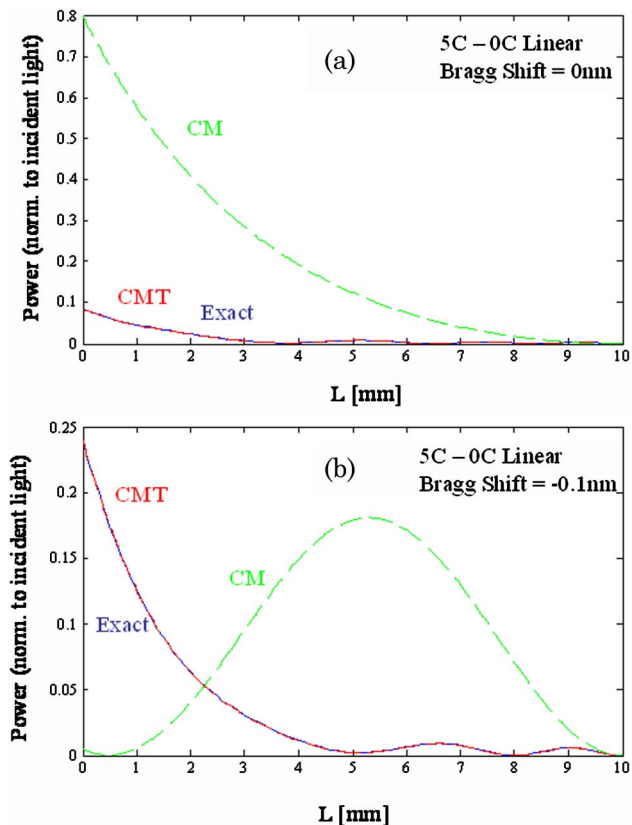 0.8
0.7
0.6
0.5
0.4
0.3
0.2
0.1
0
Power (norm. to incident light)
(a)
5C – 0C Linear
Bragg Shift = 0nm
CM
CMT
Exact
0 1 2 3 4 5 6 7 8 9 10
L [mm]
0.25
0.2
0.15
0.1
0.05
0
Power (norm. to incident light)
(b)
5C – 0C Linear
Bragg Shift = -0.1nm
CMT
CM
Exact
0 1 2 3 4 5 6 7 8 9 10
L [mm]